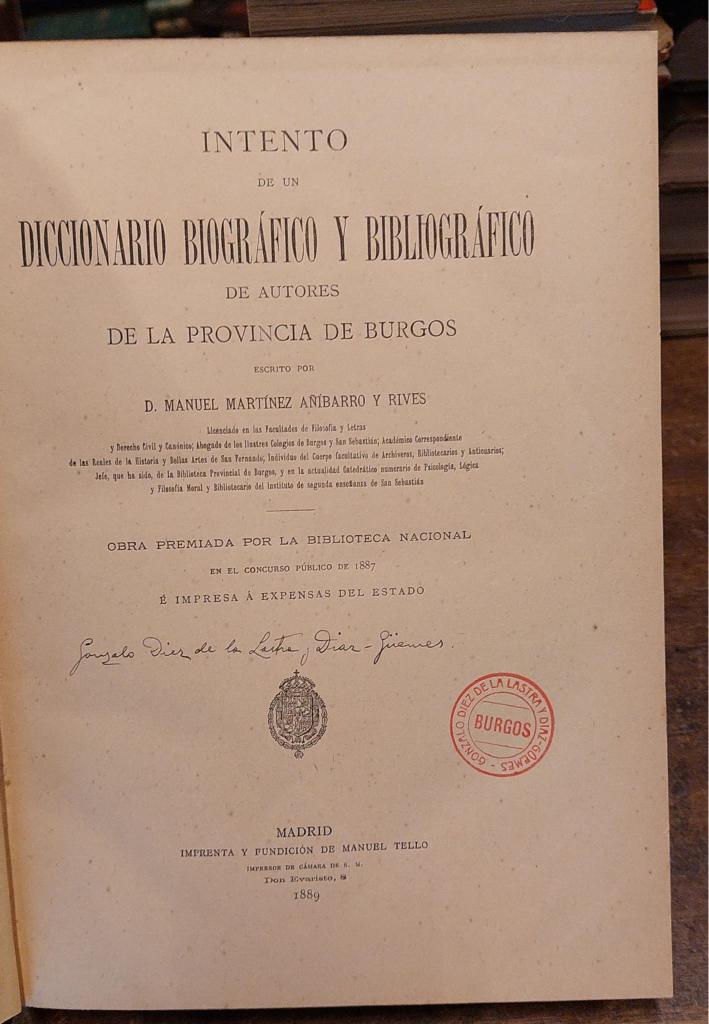 INTENTO
DE UN
DICCIONARIO BIOGRÁFICO Y BIBLIOGRÁFICO
DE AUTORES
DE LA PROVINCIA DE BURGOS
ESCRITO POR
D. MANUEL MARTÍNEZ AÑÍBARRO Y RIVES
Licenciado en las Facultades de Filosofía y Letras
y Derecho Civil y Canónico; Abogado de los Ilustres Colegios de Burgos y San Sebastián; Académico Correspondiente
de las Reales de la Historia y Bellas Artes de San Fernando; Individuo del Cuerpo facultativo de Archiveros, Bibliotecarios y Anticuarios;
Jefe, que ha sido, de la Biblioteca Provincial de Burgos, y en la actualidad Catedrático numerario de Psicología, Lógica
y Filosofía Moral y Bibliotecario del Instituto de segunda enseñanza de San Sebastián
OBRA PREMIADA POR LA BIBLIOTECA NACIONAL
EN EL CONCURSO PÚBLICO DE 1887
É IMPRESA Á EXPENSAS DEL ESTADO
Gonzalo Diez de la Lastra y Diaz-Güemes.
GONZALO DIEZ DE LA LASTRA Y DIAZ-GÜEMES -
BURGOS
MADRID
IMPRENTA Y FUNDICIÓN DE MANUEL TELLO
IMPRESOR DE CÁMARA DE S. M.
Don Evaristo, 8
1889